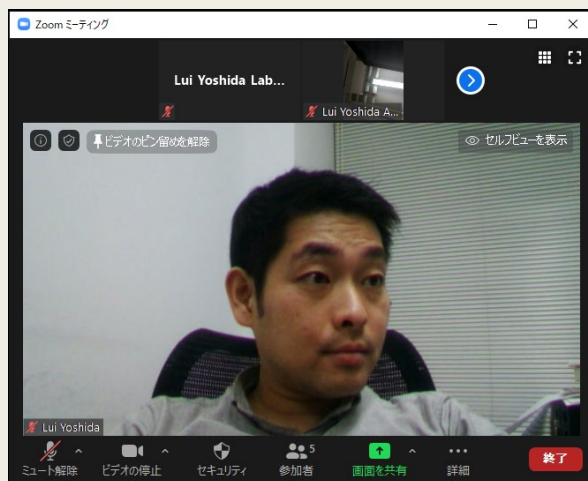 Zoom ミーティング
Lui Yoshida Lab...
Lui Yoshida A...
ビデオのピン留めを解除
セルフビューを表示
Lui Yoshida
ミュート解除 ビデオの停止 セキュリティ 参加者 5 画面を共有 詳細 終了